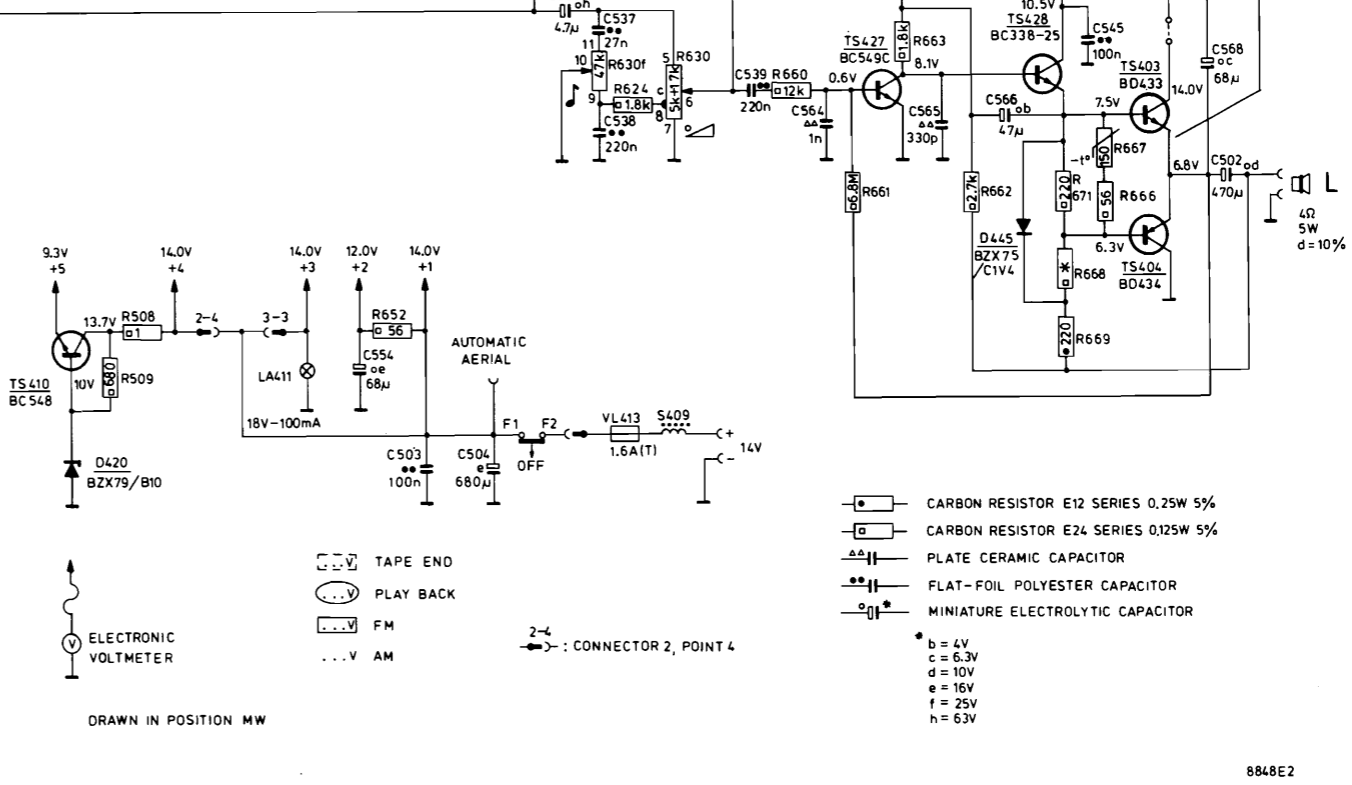 oh
4.7µ
C537
27n
11
10
47k
R630f
9
R624
1.8k
C538
220n
5
R630
5k+17k
c
8
6
7
C539
220n
R660
12k
0.6V
C564
1n
TS427
BC549C
1.8k
R663
8.1V
C565
330p
6.8M
R661
2.7k
R662
10.5V
TS428
BC338-25
C545
100n
C566
ob
47µ
7.5V
TS403
BD433
14.0V
C568
oc
68µ
-t°
150
R667
220
R
671
56
R666
6.8V
C502
od
470µ
L
4Ω
5W
d=10%
D445
BZX75
/C1V4
6.3V
TS404
BD434
*
R668
220
R669
9.3V
+5
14.0V
+4
14.0V
+3
12.0V
+2
14.0V
+1
13.7V
R508
1
2-4
3-3
R652
56
TS410
BC548
10V
680
R509
LA411
18V-100mA
C554
oe
68µ
AUTOMATIC
AERIAL
D420
BZX79/B10
C503
100n
C504
e
680µ
F1
F2
OFF
VL413
1.6A(T)
S409
+
-
14V
CARBON RESISTOR E12 SERIES 0.25W 5%
CARBON RESISTOR E24 SERIES 0,125W 5%
PLATE CERAMIC CAPACITOR
FLAT-FOIL POLYESTER CAPACITOR
* MINIATURE ELECTROLYTIC CAPACITOR
* b = 4V
c = 6.3V
d = 10V
e = 16V
f = 25V
h = 63V
...V TAPE END
...V PLAY BACK
...V FM
...V AM
V
ELECTRONIC
VOLTMETER
2-4
: CONNECTOR 2, POINT 4
DRAWN IN POSITION MW
8848E2